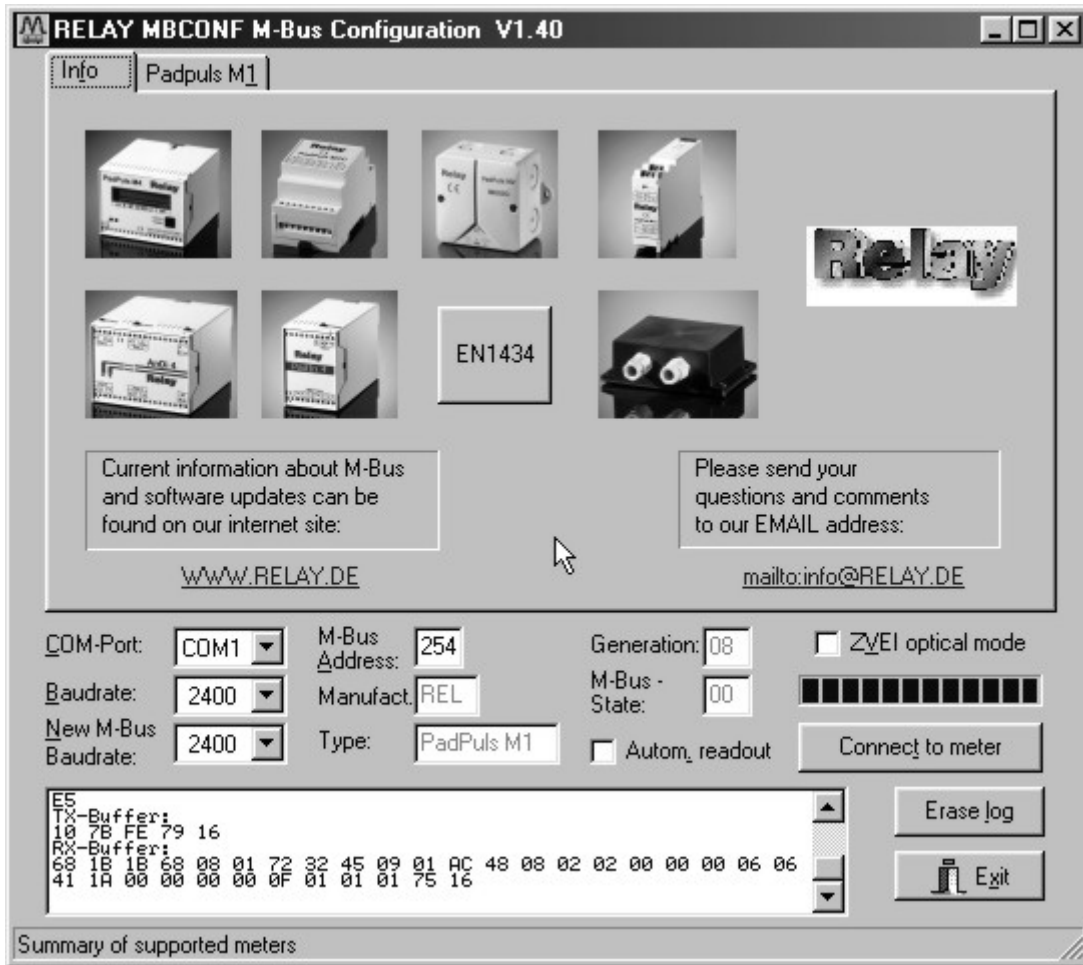 RELAY MBCONF M-Bus Configuration V1.40
Info
Padpuls M1
Relay
EN1434
Current information about M-Bus
and software updates can be
found on our internet site:
WWW.RELAY.DE
Please send your
questions and comments
to our EMAIL address:
mailto:info@RELAY.DE
COM-Port: COM1
M-Bus
Address: 254
Generation: 08
ZVEI optical mode
Baudrate: 2400
Manufact. REL
M-Bus -
State: 00
New M-Bus
Baudrate: 2400
Type: PadPuls M1
Autom. readout
Connect to meter
E5
TX-Buffer:
10 7B FE 79 16
RX-Buffer:
68 1B 1B 68 08 01 72 32 45 09 01 AC 48 08 02 02 00 00 00 06 06
41 1A 00 00 00 00 0F 01 01 01 75 16
Erase log
Exit
Summary of supported meters